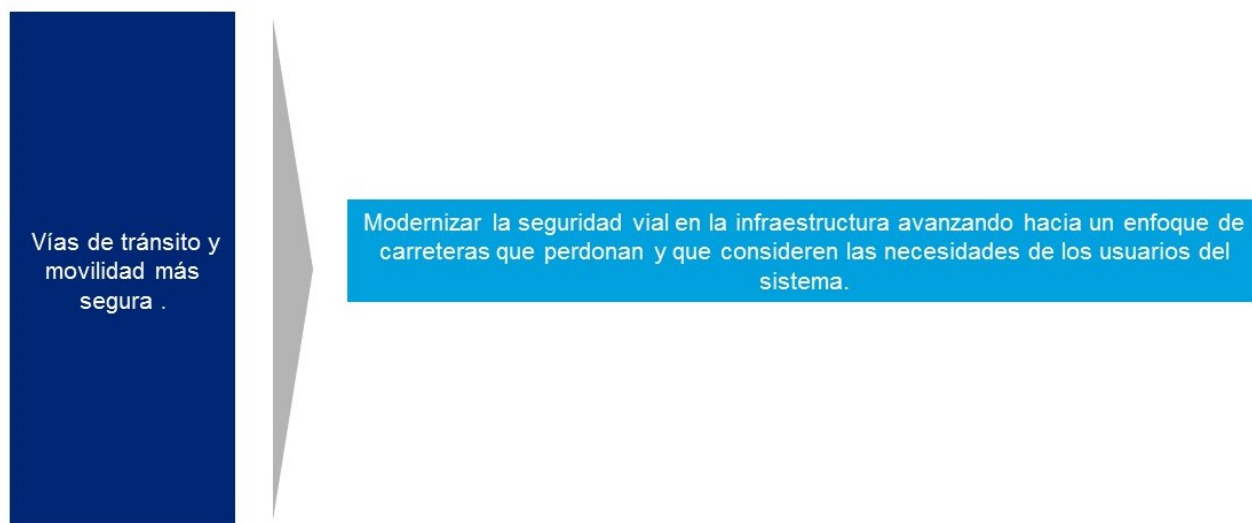 Vías de tránsito y
movilidad más
segura .
Modernizar la seguridad vial en la infraestructura avanzando hacia un enfoque de
carreteras que perdonan y que consideren las necesidades de los usuarios del
sistema.